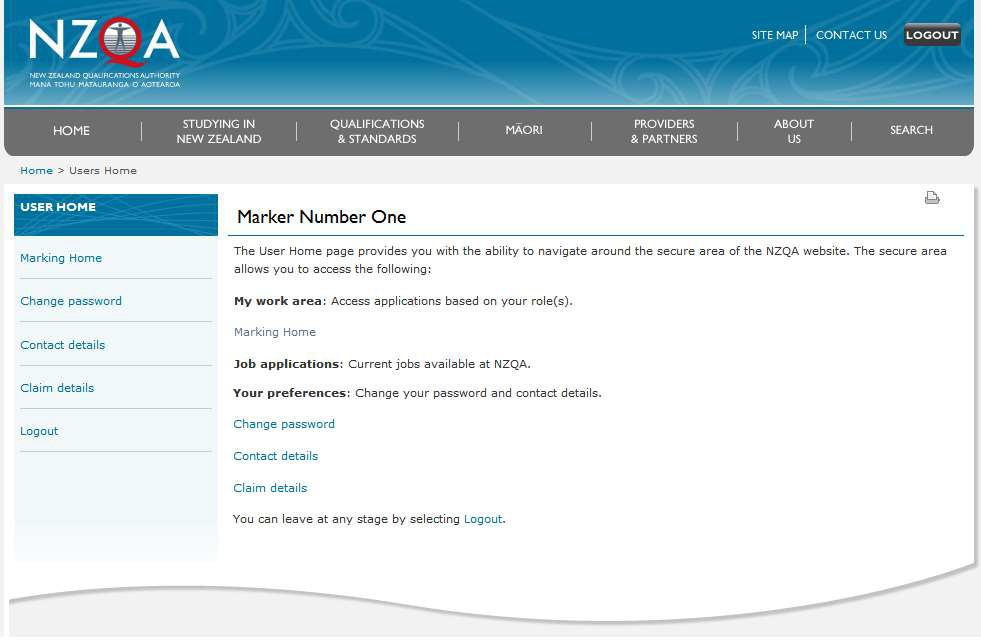 NZQA
NEW ZEALAND QUALIFICATIONS AUTHORITY
MANA TOHU MATAURANGA O AOTEAROA
SITE MAP
CONTACT US
LOGOUT
HOME
STUDYING IN
NEW ZEALAND
QUALIFICATIONS
& STANDARDS
MĀORI
PROVIDERS
& PARTNERS
ABOUT
US
SEARCH
Home > Users Home
USER HOME
Marking Home
Change password
Contact details
Claim details
Logout
Marker Number One
The User Home page provides you with the ability to navigate around the secure area of the NZQA website. The secure area
allows you to access the following:
My work area: Access applications based on your role(s).
Marking Home
Job applications: Current jobs available at NZQA.
Your preferences: Change your password and contact details.
Change password
Contact details
Claim details
You can leave at any stage by selecting Logout.